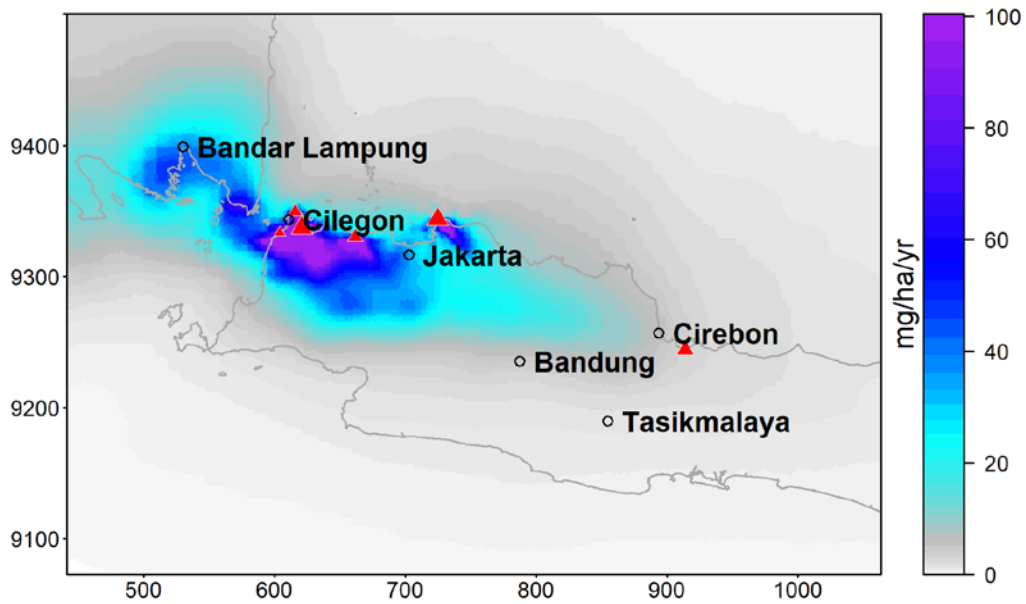 9400
9300
9200
9100
500
600
700
800
900
1000
Bandar Lampung
Cilegon
Jakarta
Cirebon
Bandung
Tasikmalaya
100
80
60
40
20
0
mg/ha/yr